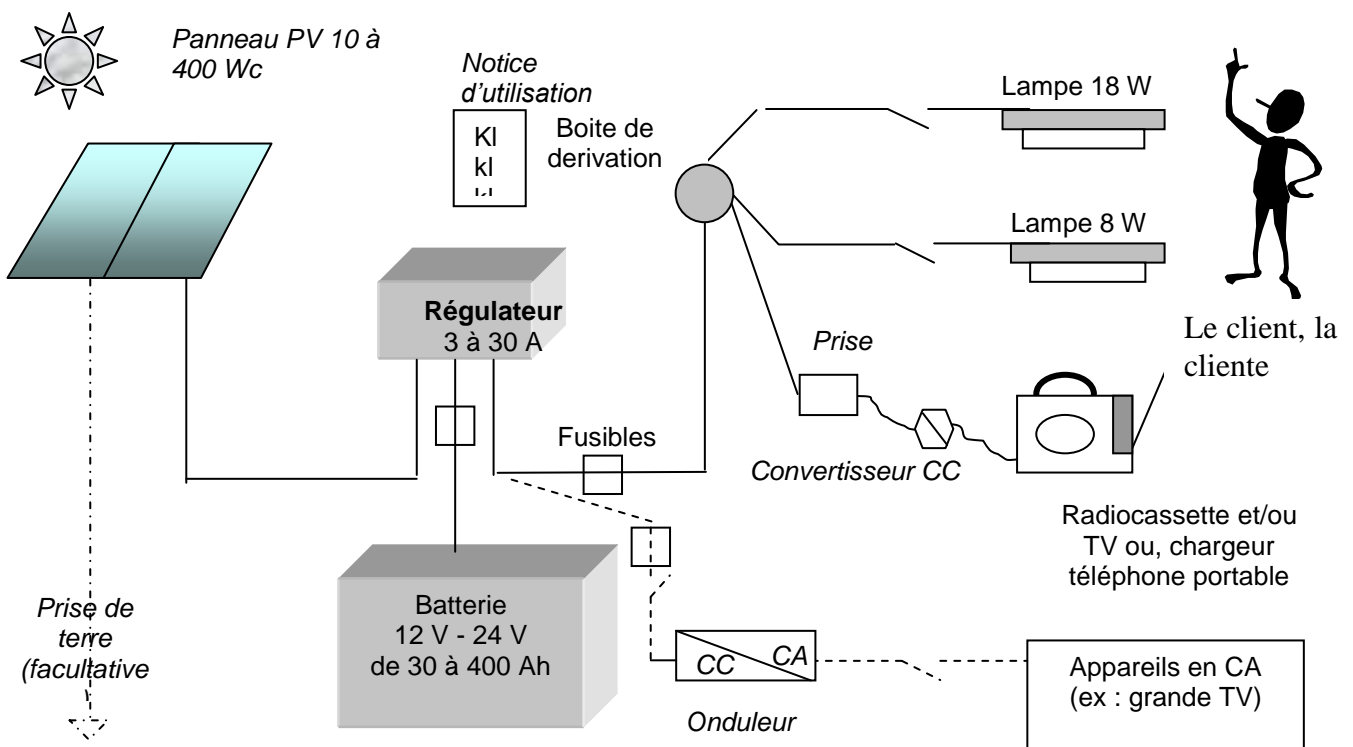 Panneau PV 10 à
400 Wc
Notice
d'utilisation
Kl
kl
kl
Boite de
derivation
Lampe 18 W
Lampe 8 W
Le client, la
cliente
Régulateur
3 à 30 A
Prise
Fusibles
Convertisseur CC
Radiocassette et/ou
TV ou, chargeur
téléphone portable
Prise de
terre
(facultative
)
Batterie
12 V - 24 V
de 30 à 400 Ah
CC
CA
Onduleur
Appareils en CA
(ex : grande TV)